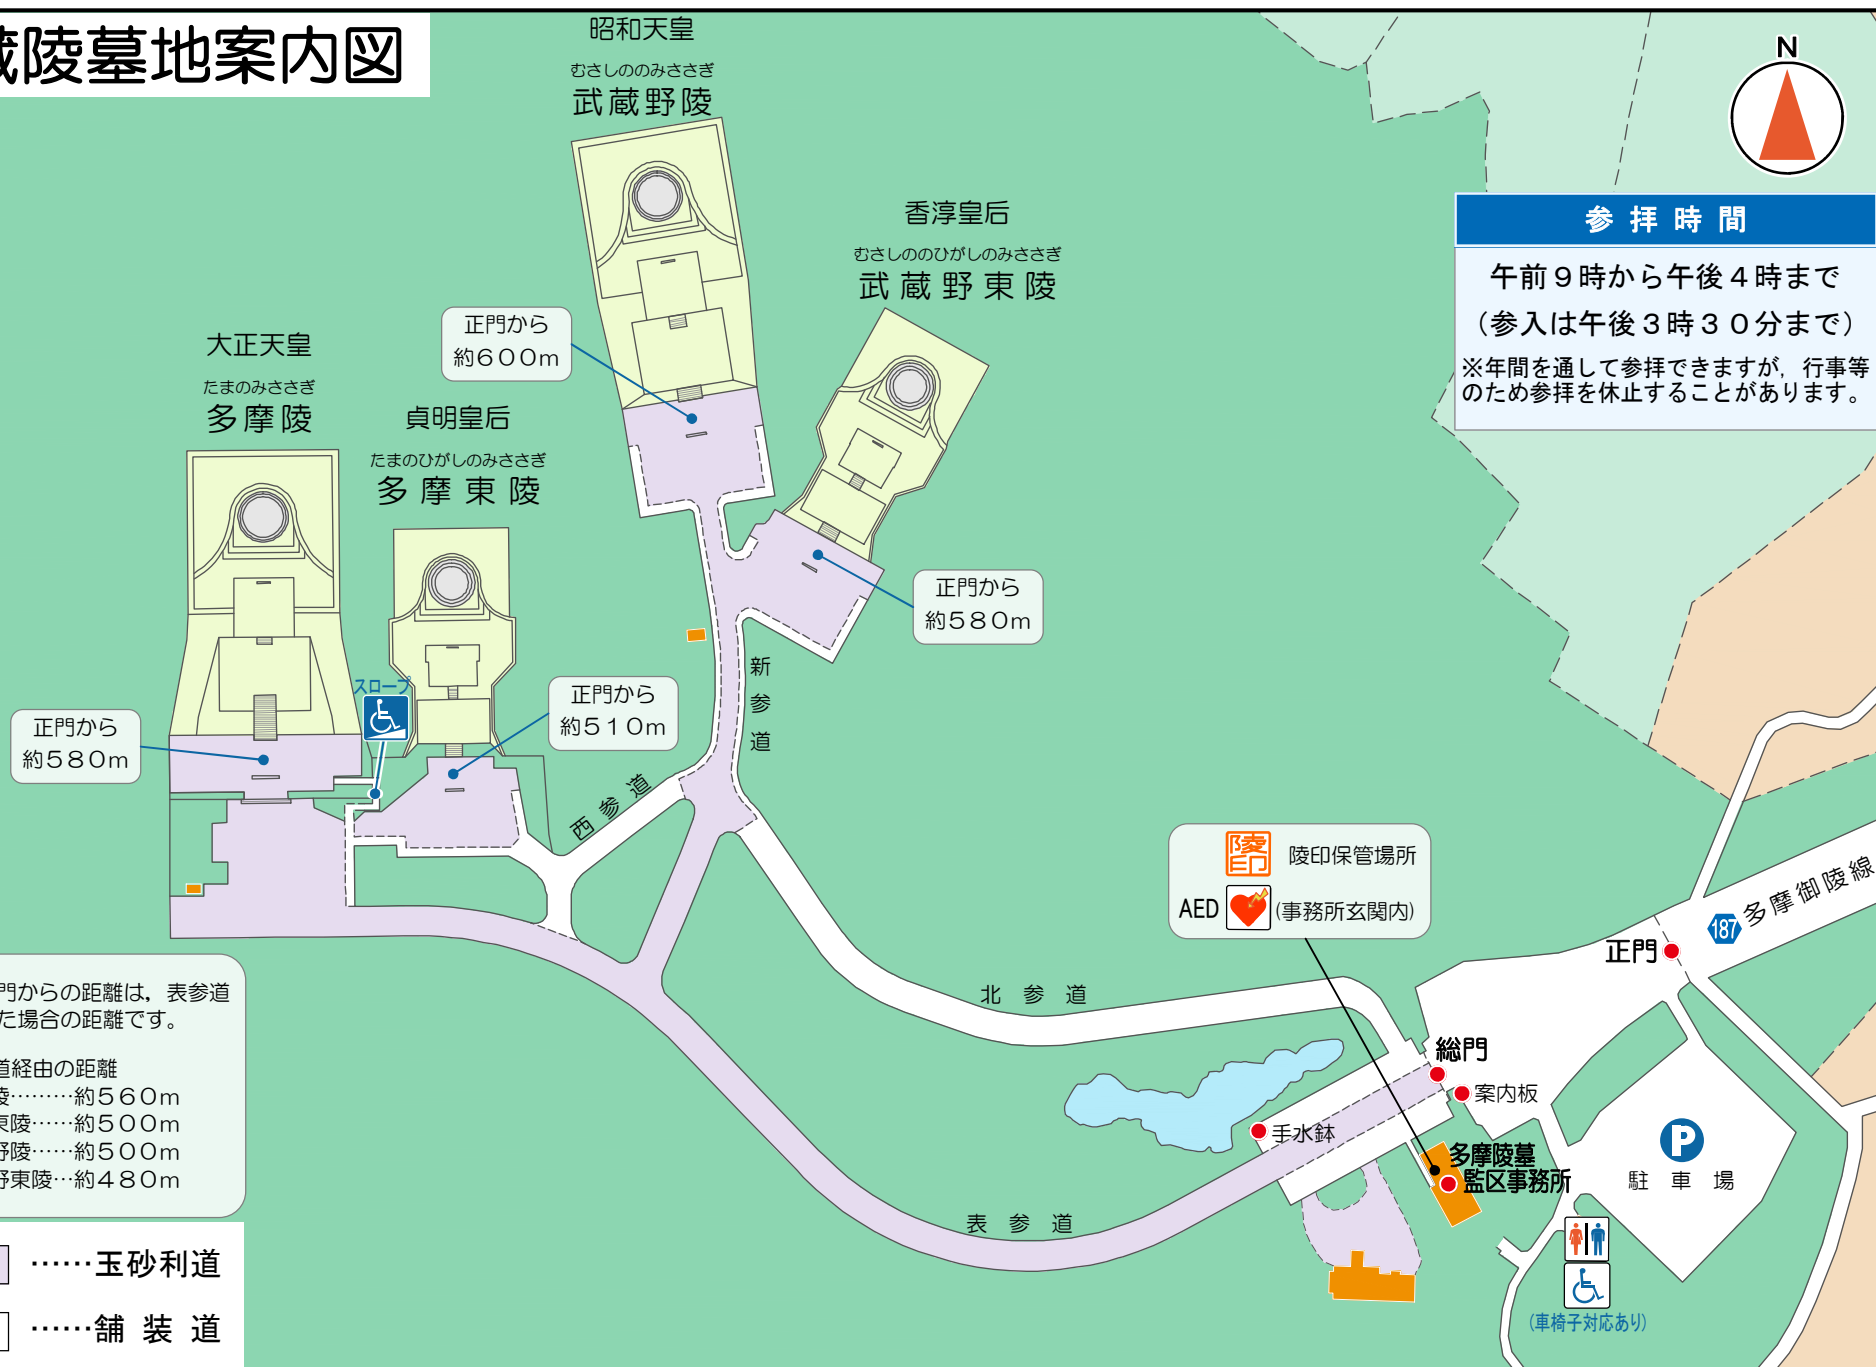 蔵陵墓地案内図
昭和天皇
むさしののみささぎ
武蔵野陵
香淳皇后
むさしののひがしのみささぎ
武蔵野東陵
大正天皇
たまのみささぎ
多摩陵
貞明皇后
たまのひがしのみささぎ
多摩東陵
N
参拝時間
午前９時から午後４時まで
（参入は午後３時３０分まで）
※年間を通して参拝できますが，行事等
のため参拝を休止することがあります。
正門から
約６００ｍ
正門から
約５８０ｍ
正門から
約５１０ｍ
正門から
約５８０ｍ
スロープ
新参道
西参道
北参道
表参道
陵印
陵印保管場所
AED
(事務所玄関内)
187
多摩御陵線
正門
総門
案内板
手水鉢
多摩陵墓
監区事務所
P
駐車場
(車椅子対応あり)
門からの距離は，表参道
た場合の距離です。
道経由の距離
陵………約５６０ｍ
東陵……約５００ｍ
野陵……約５００ｍ
野東陵…約４８０ｍ
……玉砂利道
……舗装道